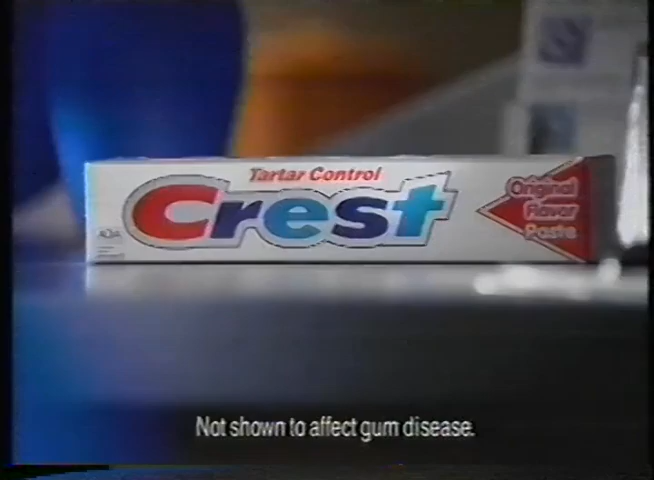 Tartar Control
Crest
Original
Flavor
Paste
ADA
Not shown to affect gum disease.